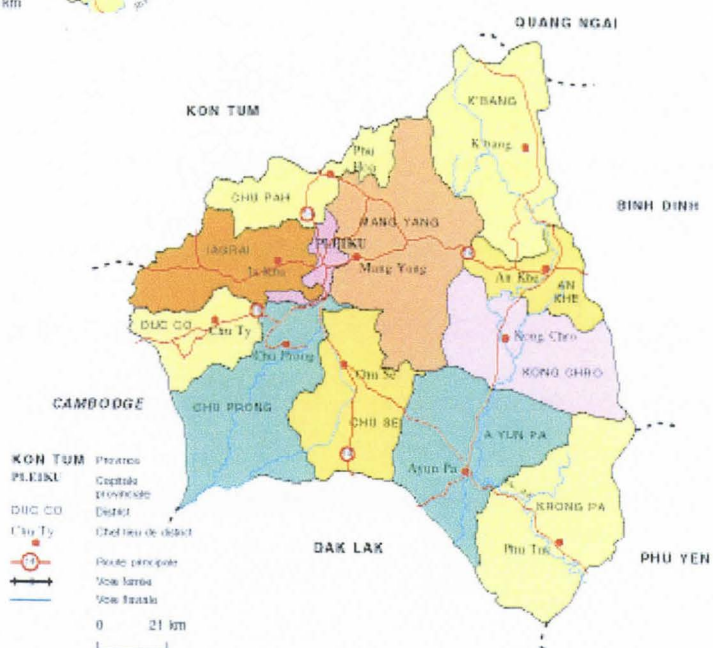 km
QUANG NGAI
KON TUM
K'BANG
K'bang
Phu
Hoa
CHU PAH
BINH DINH
MANG YANG
PLEIKU
IAGRAI
Ia Kha
Mang Yang
An Khe
AN
KHE
DUC CO
Chu Ty
Kong Chro
Chu Prong
KONG CHRO
Chu Se
CAMBODGE
CHU PRONG
CHU SE
A YUN PA
Ayun Pa
KRONG PA
Phu Tuc
DAK LAK
PHU YEN
KON TUM Province
PLEIKU Capitale
provinciale
DUC CO District
Chu Ty Chef lieu de district
Route principale
Voie ferrée
Voie fluviale
0 21 km